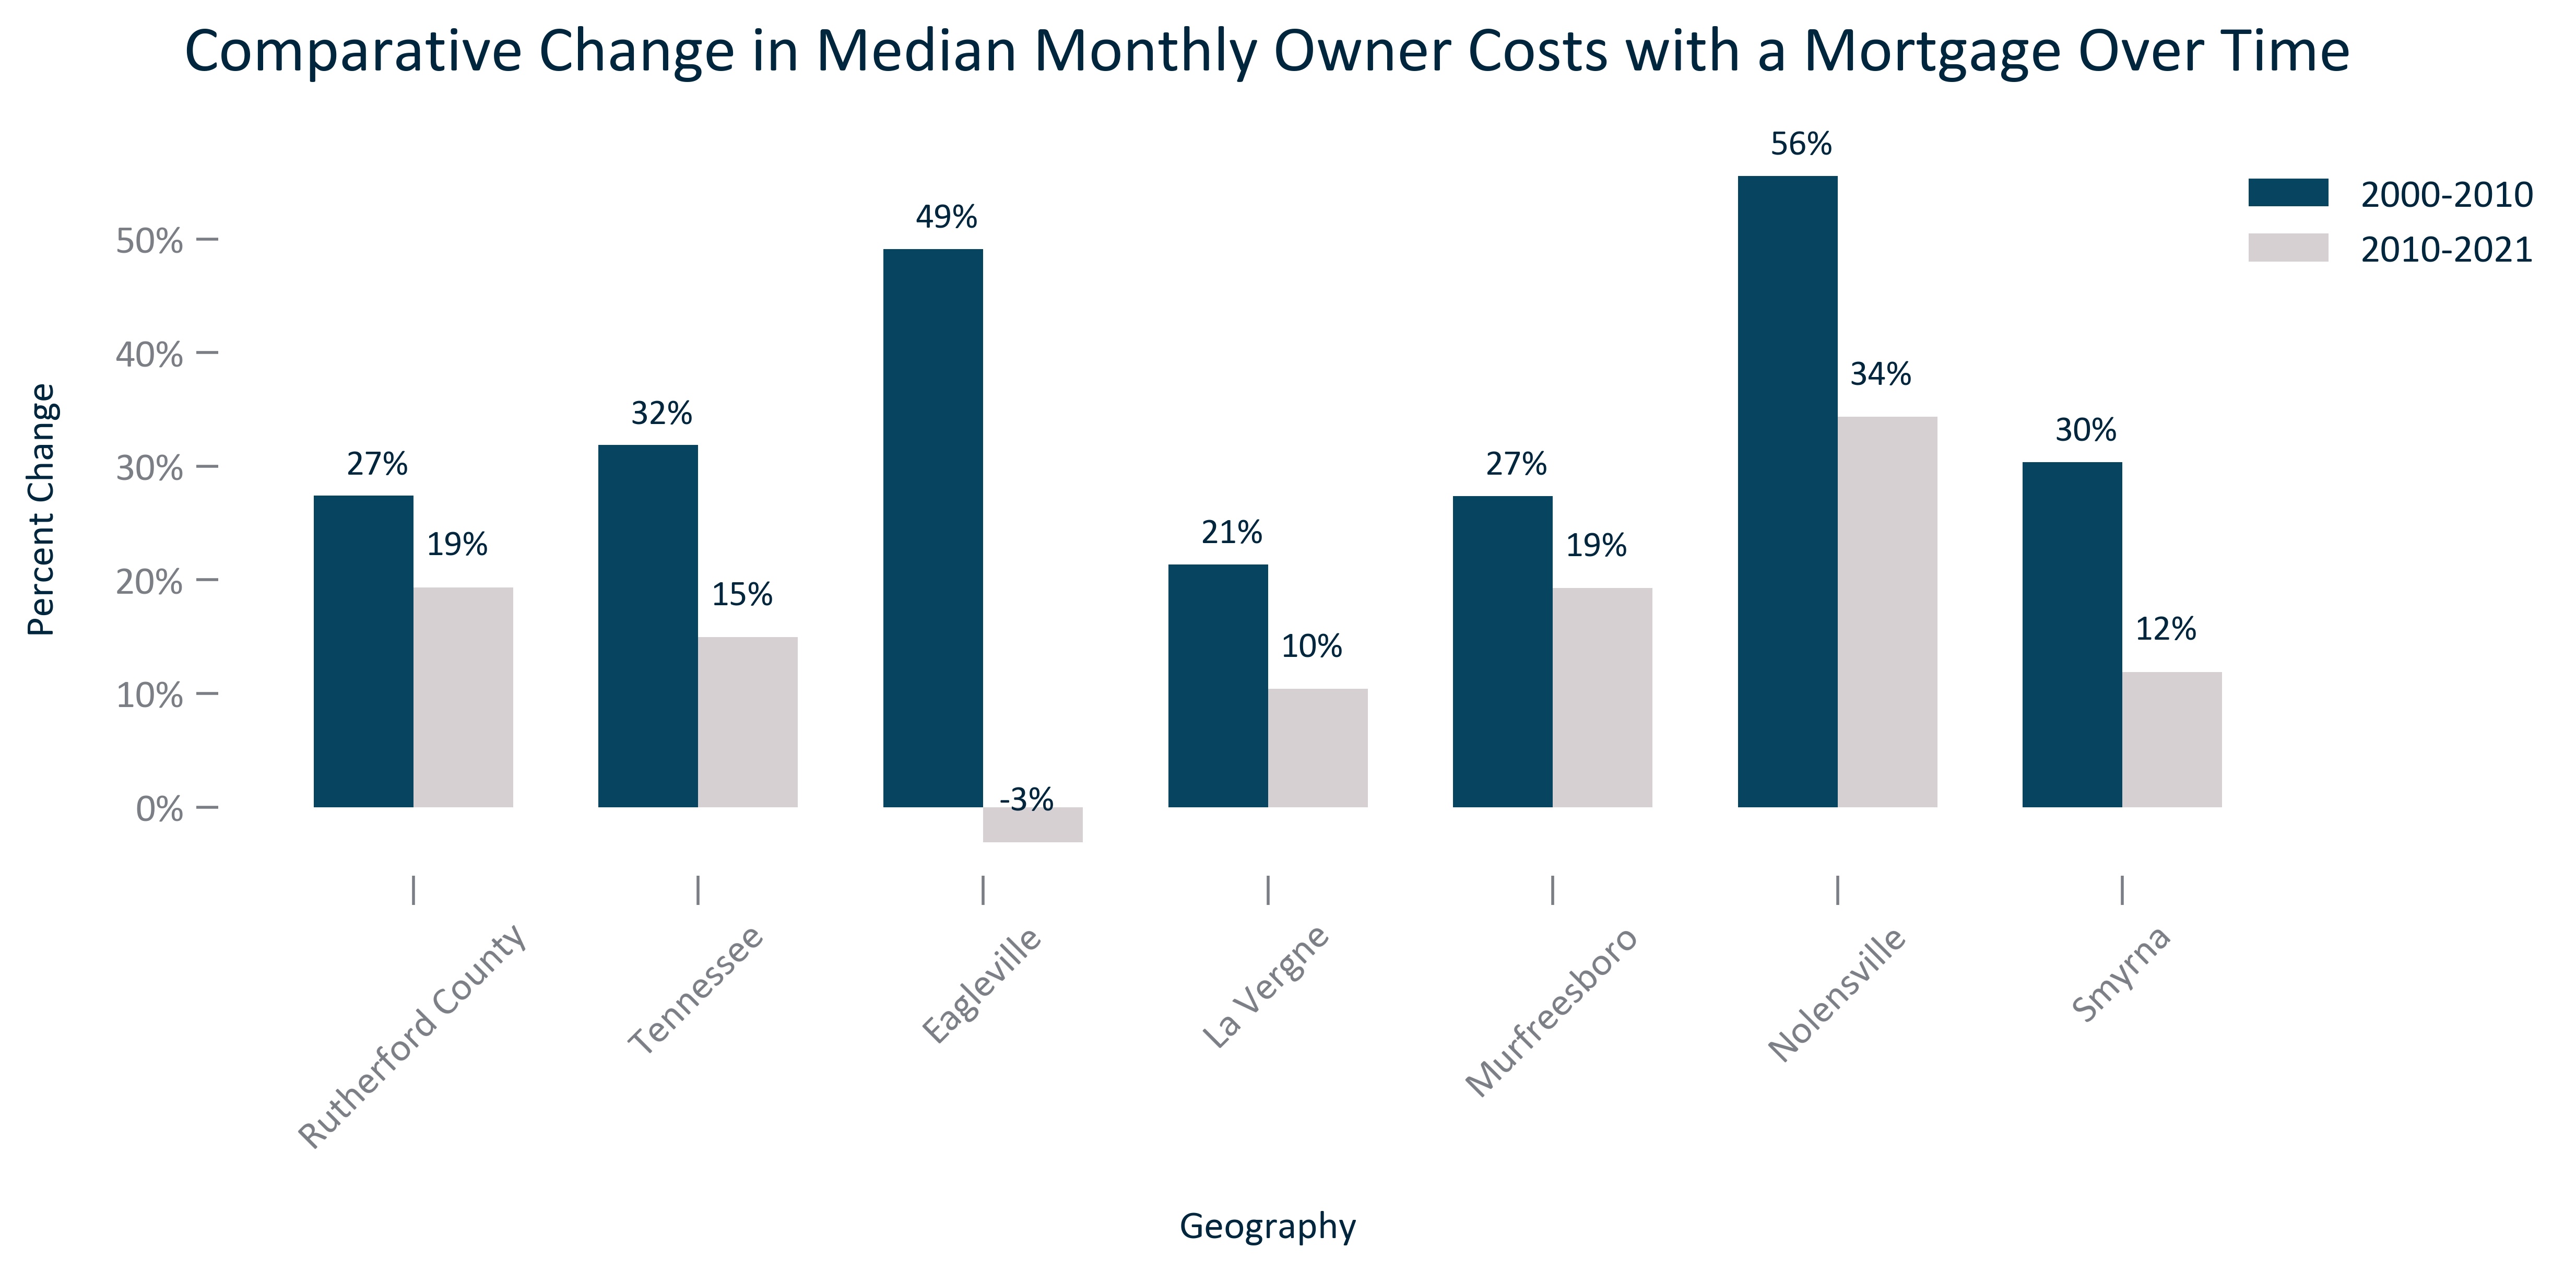 Comparative Change in Median Monthly Owner Costs with a Mortgage Over Time
2000-2010
2010-2021
Percent Change
50%
40%
30%
20%
10%
0%
27%
19%
32%
15%
49%
-3%
21%
10%
27%
19%
56%
34%
30%
12%
Rutherford County
Tennessee
Eagleville
La Vergne
Murfreesboro
Nolensville
Smyrna
Geography